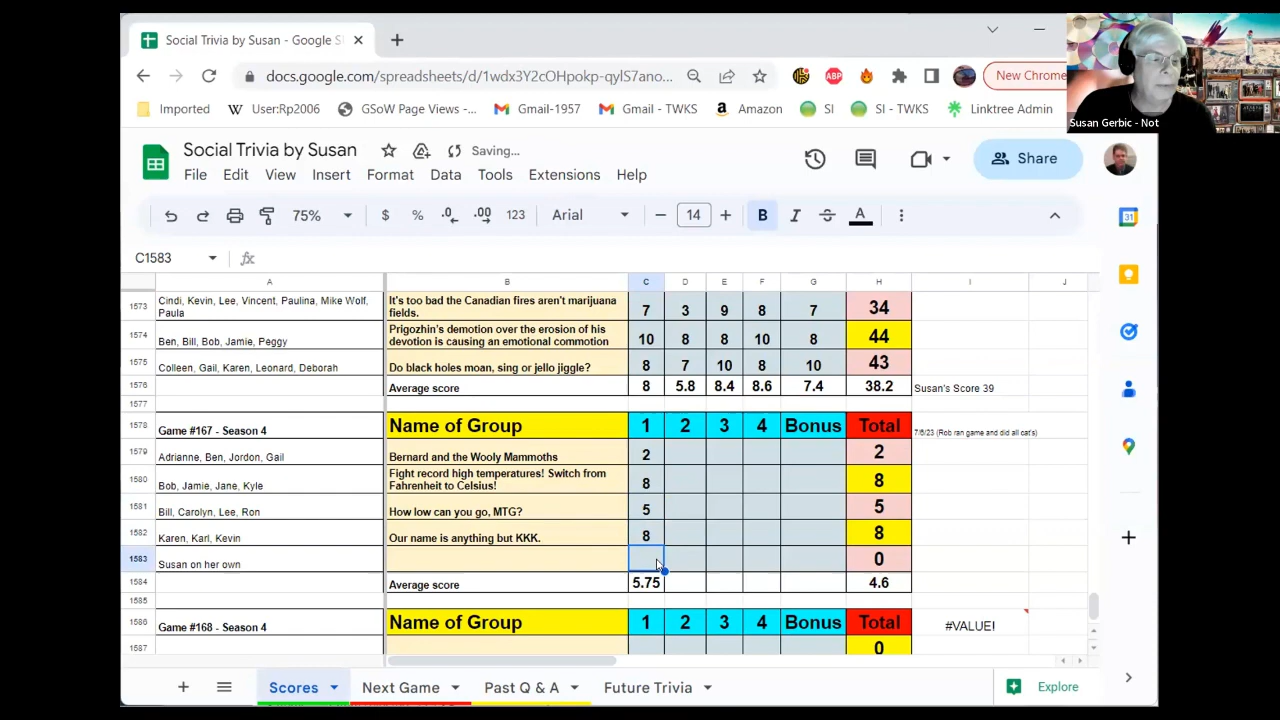 Social Trivia by Susan - Google S
docs.google.com/spreadsheets/d/1wdx3Y2cOHpokp-qylS7ano...
New Chrome
Imported
User:Rp2006
GSoW Page Views -...
Gmail-1957
Gmail - TWKS
Amazon
SI
SI - TWKS
Linktree Admin
Susan Gerbic - Not
Social Trivia by Susan
Saving...
Share
File Edit View Insert Format Data Tools Extensions Help
75% $ % .0 .00 123 Arial 14 B I A
C1583
A B C D E F G H I J
1573 Cindi, Kevin, Lee, Vincent, Paulina, Mike Wolf, Paula It's too bad the Canadian fires aren't marijuana fields. 7 3 9 8 7 34
1574 Ben, Bill, Bob, Jamie, Peggy Prigozhin's demotion over the erosion of his devotion is causing an emotional commotion 10 8 8 10 8 44
1575 Colleen, Gail, Karen, Leonard, Deborah Do black holes moan, sing or jello jiggle? 8 7 10 8 10 43
1576 Average score 8 5.8 8.4 8.6 7.4 38.2 Susan's Score 39
1577
1578 Game #167 - Season 4 Name of Group 1 2 3 4 Bonus Total 7/6/23 (Rob ran game and did all cat's)
1579 Adrianne, Ben, Jordon, Gail Bernard and the Wooly Mammoths 2 2
1580 Bob, Jamie, Jane, Kyle Fight record high temperatures! Switch from Fahrenheit to Celsius! 8 8
1581 Bill, Carolyn, Lee, Ron How low can you go, MTG? 5 5
1582 Karen, Karl, Kevin Our name is anything but KKK. 8 8
1583 Susan on her own 0
1584 Average score 5.75 4.6
1585
1586 Game #168 - Season 4 Name of Group 1 2 3 4 Bonus Total #VALUE!
1587 0
Scores Next Game Past Q & A Future Trivia Explore